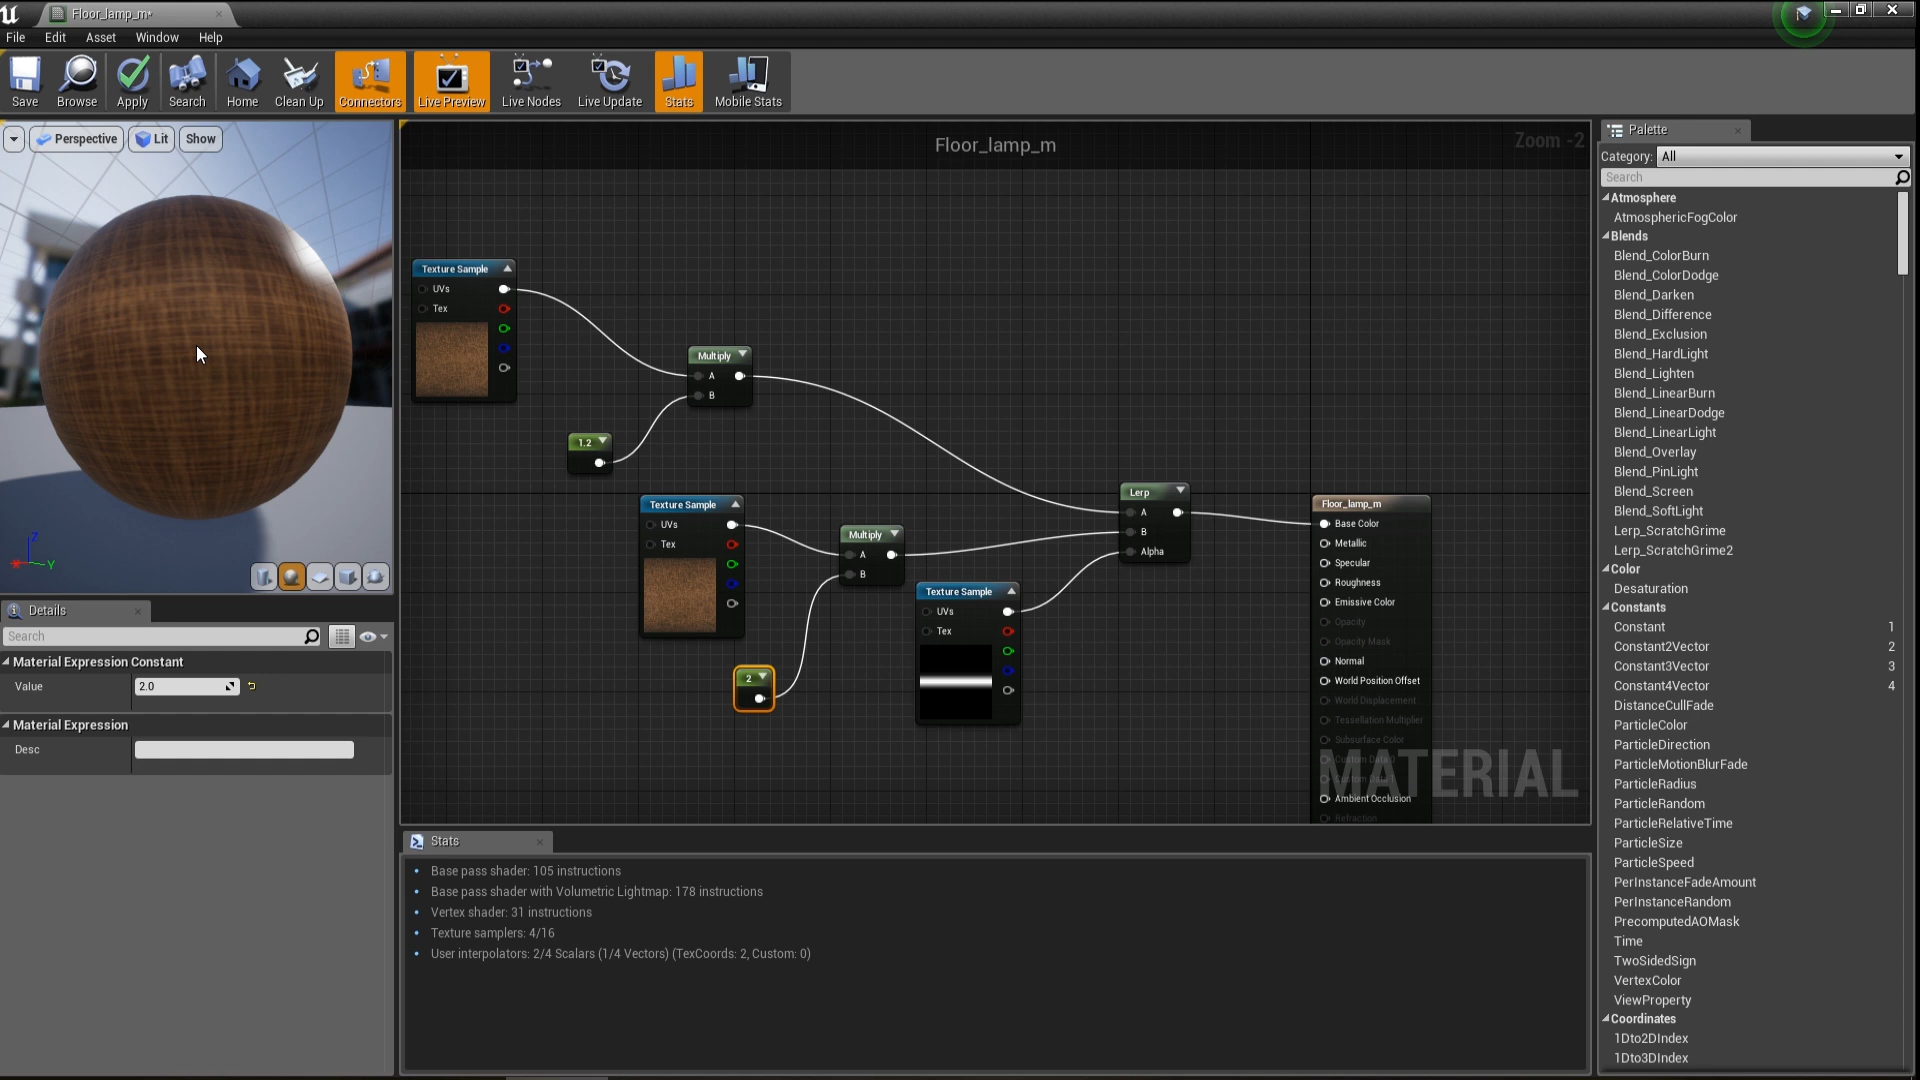 Floor_lamp_m*
File Edit Asset Window Help
Save Browse Apply Search Home Clean Up Connectors Live Preview Live Nodes Live Update Stats Mobile Stats
Perspective Lit Show
Floor_lamp_m
Zoom -2
Texture Sample
UVs
Tex
Multiply
A
B
1.2
Texture Sample
UVs
Tex
Multiply
A
B
2
Texture Sample
UVs
Tex
Lerp
A
B
Alpha
Floor_lamp_m
Base Color
Metallic
Specular
Roughness
Emissive Color
Opacity
Opacity Mask
Normal
World Position Offset
World Displacement
Tessellation Multiplier
Subsurface Color
Custom Data 0
Custom Data 1
Ambient Occlusion
Refraction
MATERIAL
Z
Y
Details
Search
Material Expression Constant
Value 2.0
Material Expression
Desc
Stats
Base pass shader: 105 instructions
Base pass shader with Volumetric Lightmap: 178 instructions
Vertex shader: 31 instructions
Texture samplers: 4/16
User interpolators: 2/4 Scalars (1/4 Vectors) (TexCoords: 2, Custom: 0)
Palette
Category: All
Search
Atmosphere
AtmosphericFogColor
Blends
Blend_ColorBurn
Blend_ColorDodge
Blend_Darken
Blend_Difference
Blend_Exclusion
Blend_HardLight
Blend_Lighten
Blend_LinearBurn
Blend_LinearDodge
Blend_LinearLight
Blend_Overlay
Blend_PinLight
Blend_Screen
Blend_SoftLight
Lerp_ScratchGrime
Lerp_ScratchGrime2
Color
Desaturation
Constants
Constant 1
Constant2Vector 2
Constant3Vector 3
Constant4Vector 4
DistanceCullFade
ParticleColor
ParticleDirection
ParticleMotionBlurFade
ParticleRadius
ParticleRandom
ParticleRelativeTime
ParticleSize
ParticleSpeed
PerInstanceFadeAmount
PerInstanceRandom
PrecomputedAOMask
Time
TwoSidedSign
VertexColor
ViewProperty
Coordinates
1Dto2DIndex
1Dto3DIndex